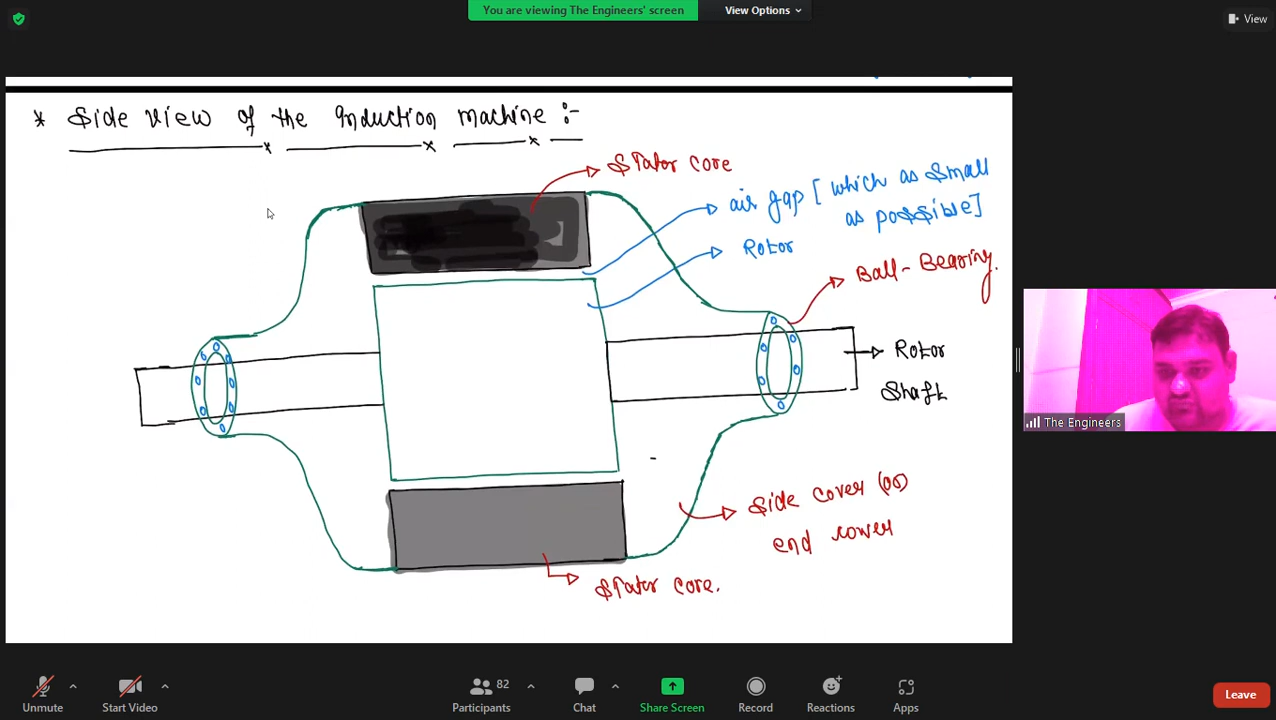 You are viewing The Engineers' screen
View Options
View
* Side view of the Induction machine :-
Stator core
air gap [ which as small
as possible]
Rotor
Ball-Bearing.
Rotor
Shaft
Side cover (or)
end cover
Stator core.
The Engineers
Unmute
Start Video
82
Participants
Chat
Share Screen
Record
Reactions
Apps
Leave